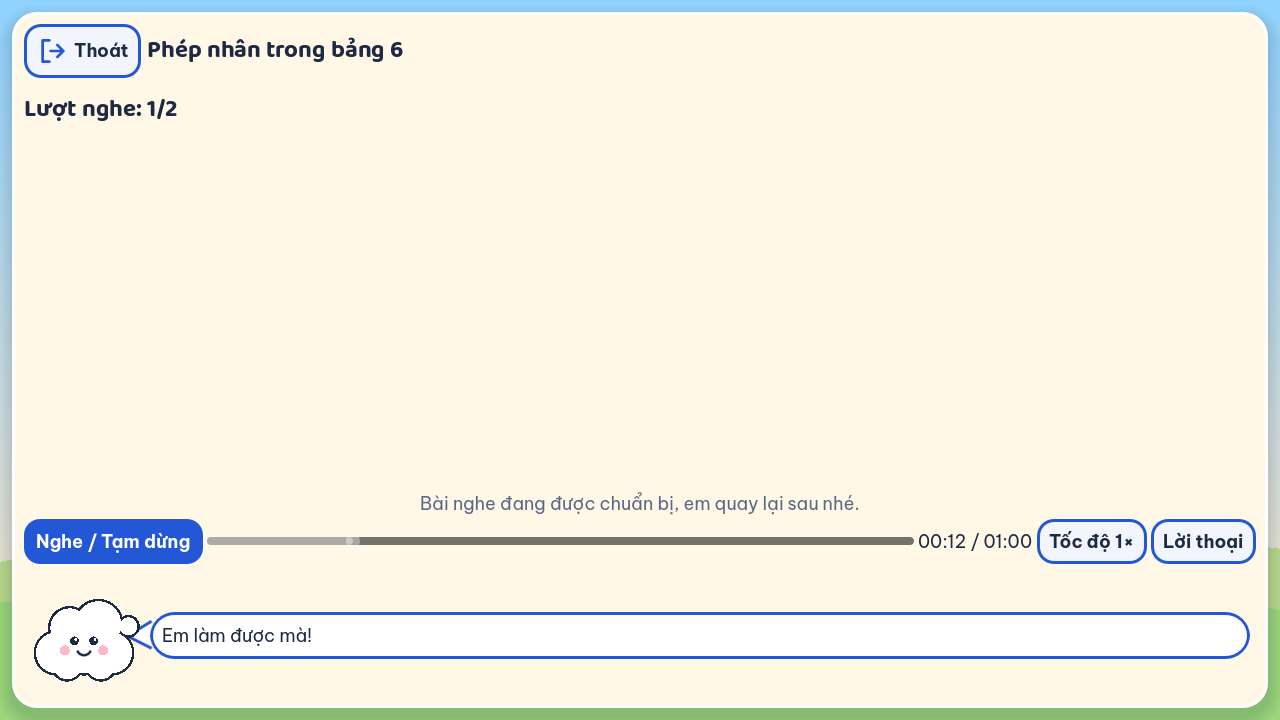 Thoát
Phép nhân trong bảng 6
Lượt nghe: 1/2
Bài nghe đang được chuẩn bị, em quay lại sau nhé.
Nghe / Tạm dừng
00:12 / 01:00
Tốc độ 1×
Lời thoại
Em làm được mà!